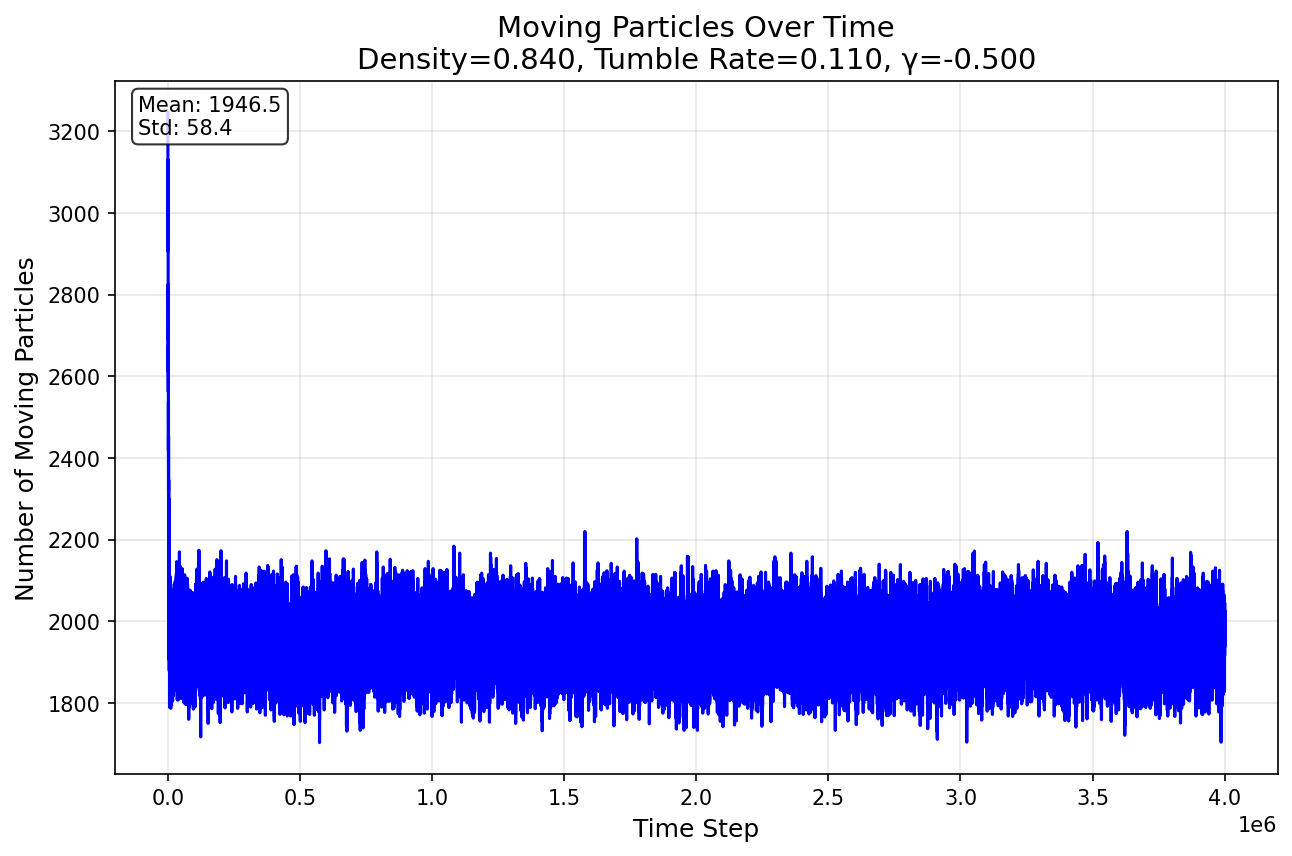 Moving Particles Over Time
Density=0.840, Tumble Rate=0.110, γ=-0.500
Mean: 1946.5
Std: 58.4
Number of Moving Particles
3200
3000
2800
2600
2400
2200
2000
1800
0.0 0.5 1.0 1.5 2.0 2.5 3.0 3.5 4.0
1e6
Time Step